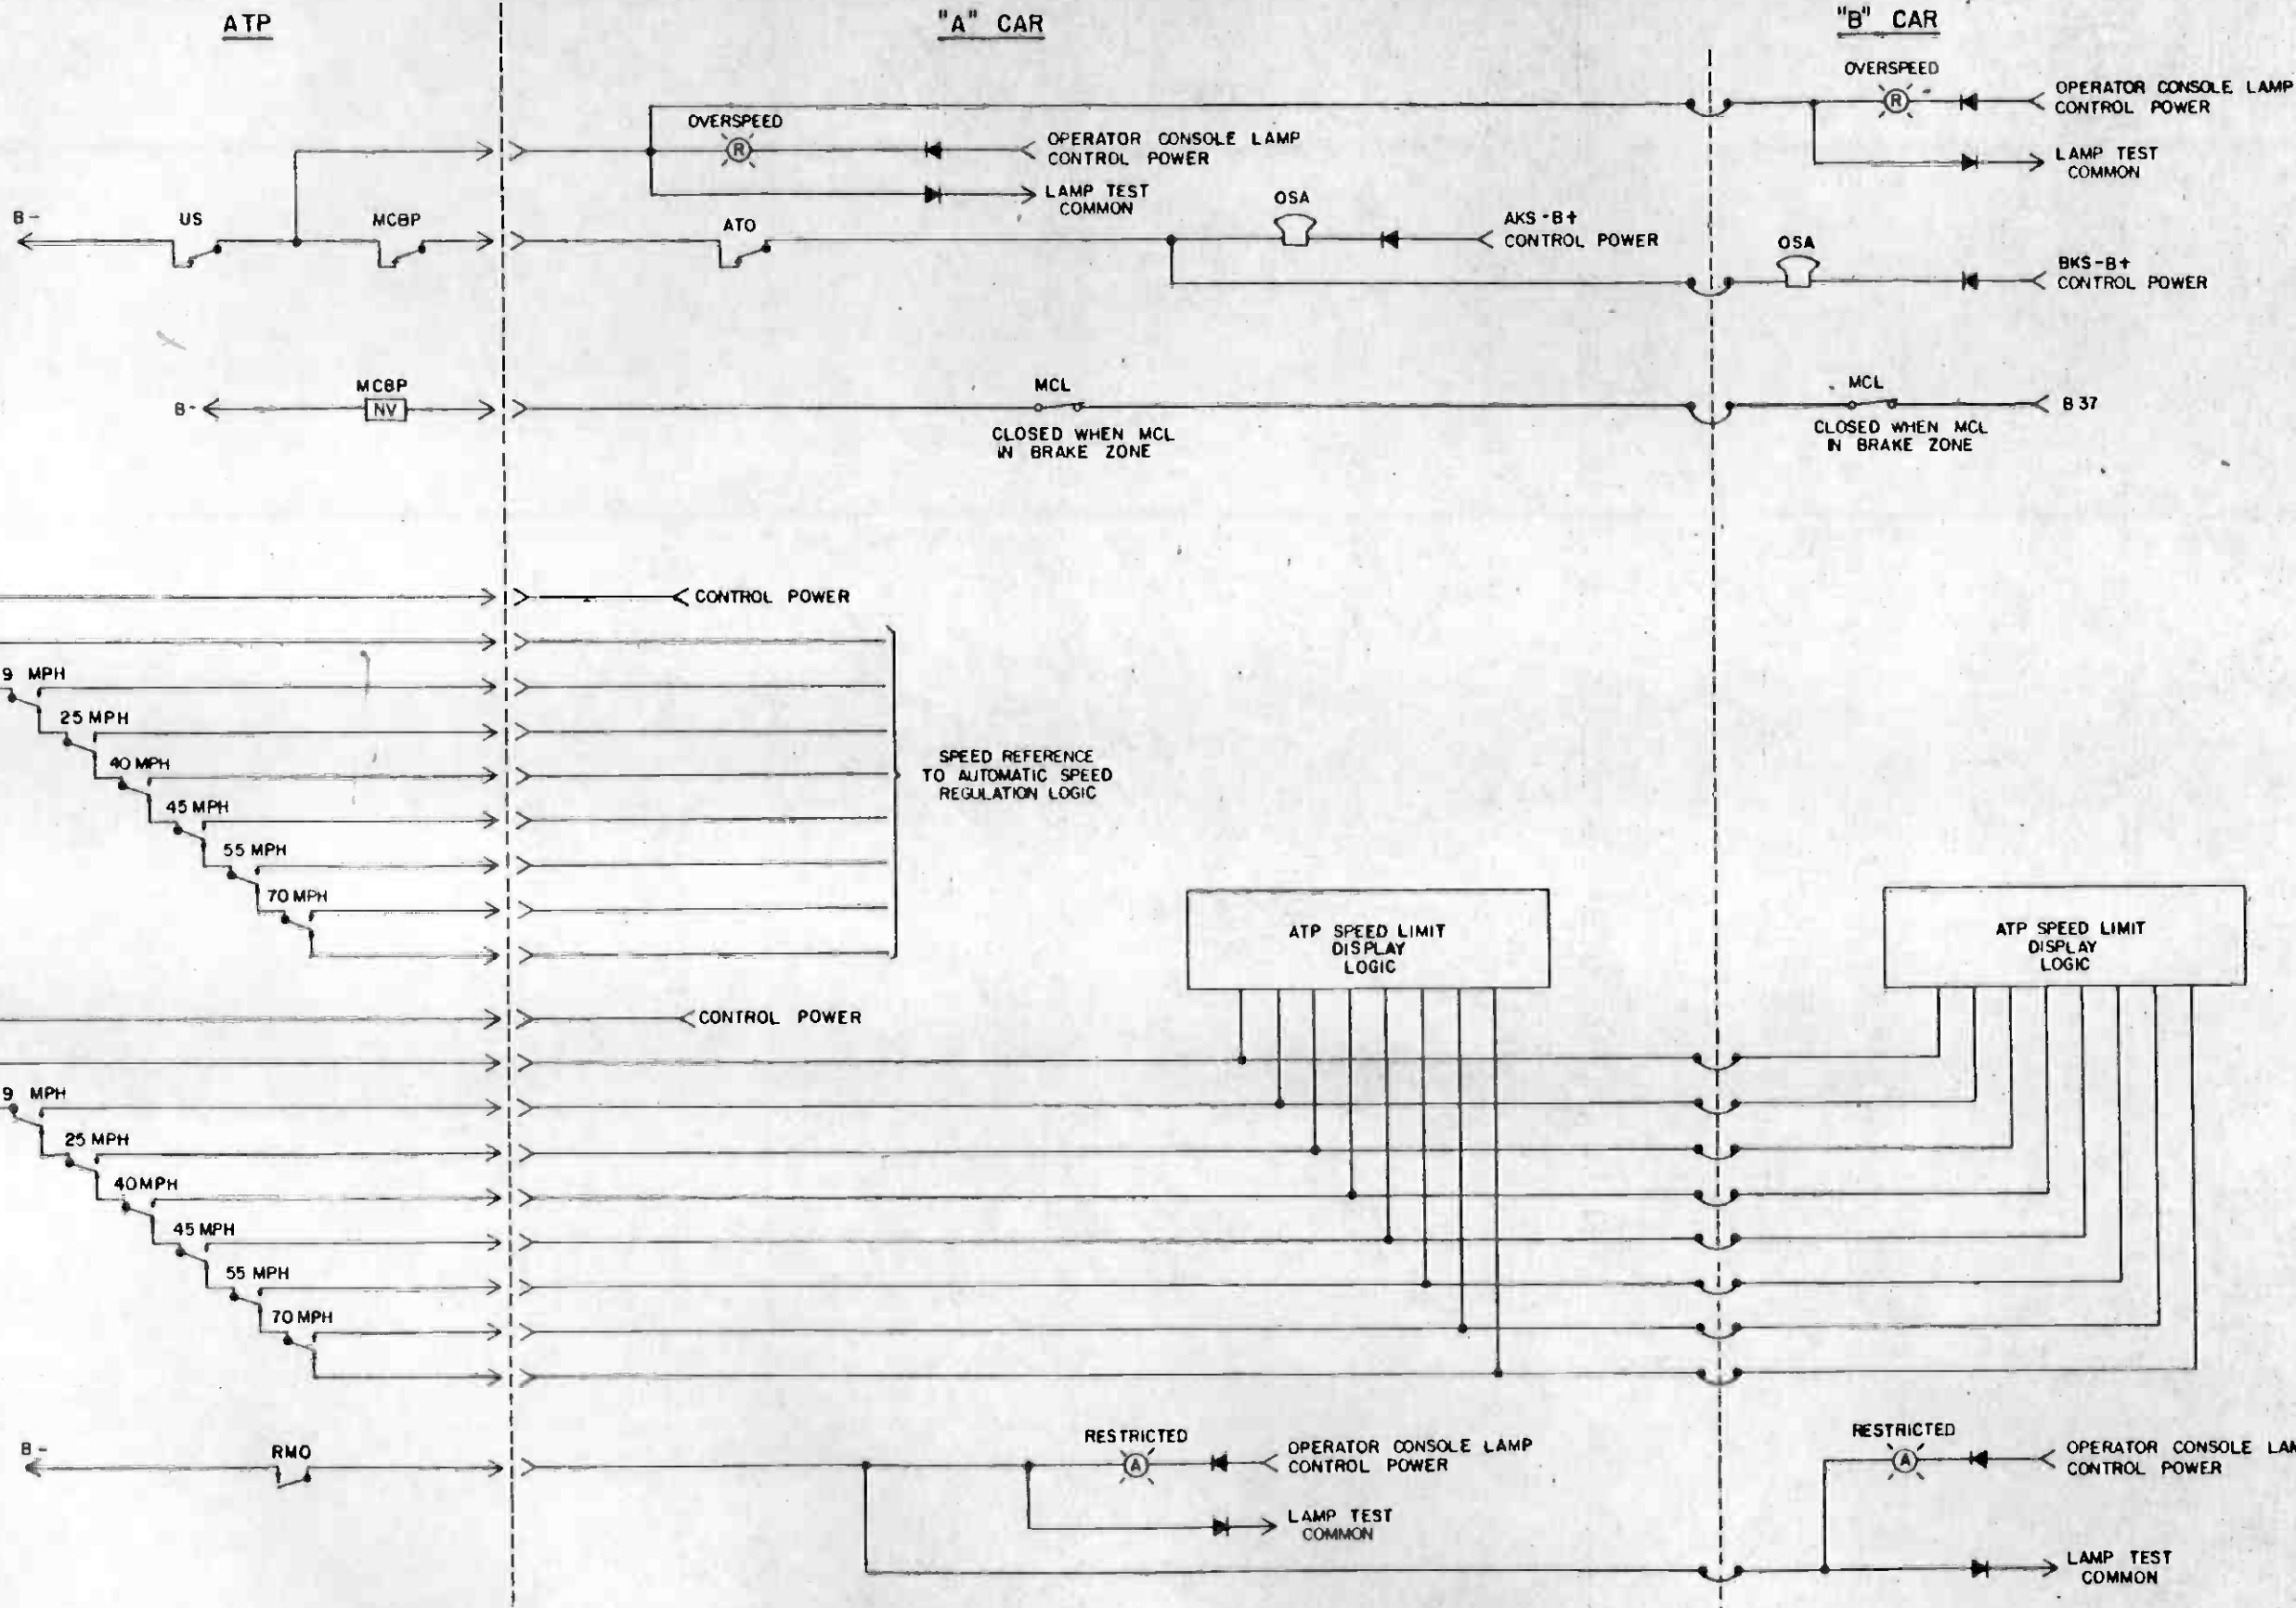 ATP
"A" CAR
"B" CAR
OVERSPEED
OPERATOR CONSOLE LAMP
CONTROL POWER
OVERSPEED
R
OPERATOR CONSOLE LAMP
CONTROL POWER
R
LAMP TEST
COMMON
LAMP TEST
COMMON
B-
US
MCBP
ATO
OSA
AKS-B+
CONTROL POWER
OSA
BKS-B+
CONTROL POWER
B-
MCBP
NV
MCL
CLOSED WHEN MCL
IN BRAKE ZONE
MCL
CLOSED WHEN MCL
IN BRAKE ZONE
B 37
CONTROL POWER
9 MPH
25 MPH
40 MPH
45 MPH
55 MPH
70 MPH
SPEED REFERENCE
TO AUTOMATIC SPEED
REGULATION LOGIC
ATP SPEED LIMIT
DISPLAY
LOGIC
ATP SPEED LIMIT
DISPLAY
LOGIC
CONTROL POWER
9 MPH
25 MPH
40 MPH
45 MPH
55 MPH
70 MPH
B-
RMO
RESTRICTED
A
OPERATOR CONSOLE LAMP
CONTROL POWER
LAMP TEST
COMMON
RESTRICTED
A
OPERATOR CONSOLE LAM
CONTROL POWER
LAMP TEST
COMMON